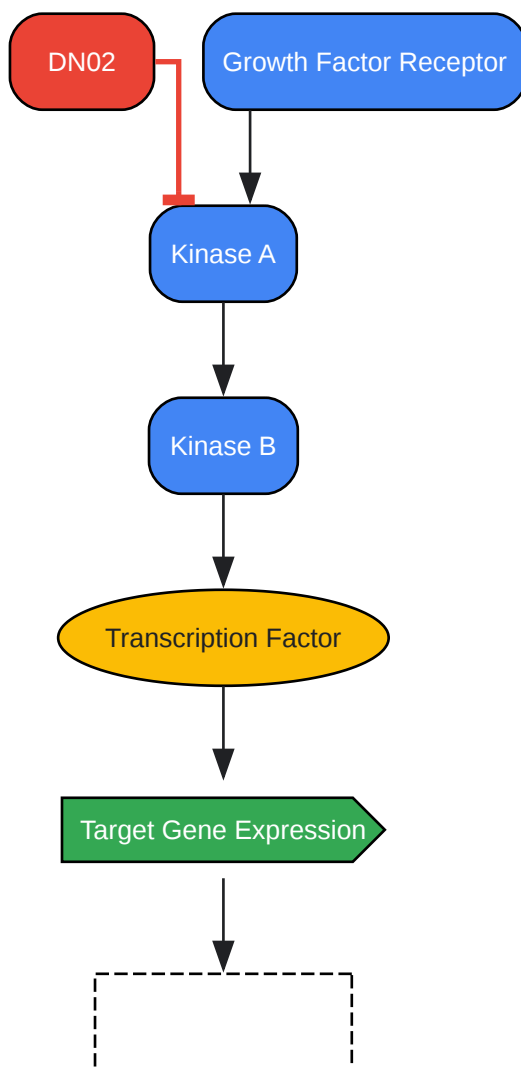 DN02
Growth Factor Receptor
Kinase A
Kinase B
Transcription Factor
Target Gene Expression